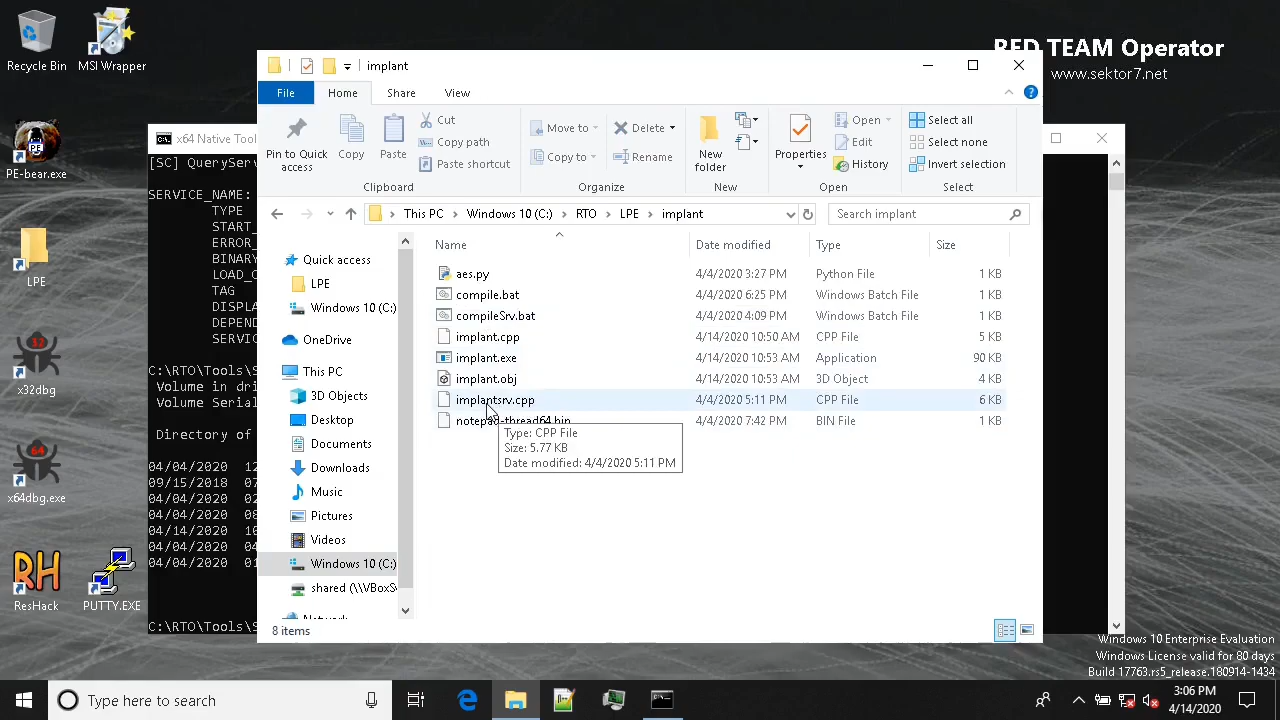 Recycle Bin
MSI Wrapper
PE-bear.exe
LPE
x32dbg
x64dbg.exe
ResHack
PUTTY.EXE
RED TEAM Operator
www.sektor7.net
implant
File
Home
Share
View
Pin to Quick access
Copy
Paste
Cut
Copy path
Paste shortcut
Clipboard
Move to
Copy to
Delete
Rename
Organize
New folder
New
Properties
Open
Edit
History
Open
Select all
Select none
Invert selection
Select
This PC
Windows 10 (C:)
RTO
LPE
implant
Search implant
Quick access
LPE
Windows 10 (C:)
OneDrive
This PC
3D Objects
Desktop
Documents
Downloads
Music
Pictures
Videos
Windows 10 (C:)
shared (\\VBoxS
Name Date modified Type Size
aes.py 4/4/2020 3:27 PM Python File 1 KB
compile.bat 4/4/2020 6:25 PM Windows Batch File 1 KB
compileSrv.bat 4/4/2020 4:09 PM Windows Batch File 1 KB
implant.cpp 4/14/2020 10:50 AM CPP File 5 KB
implant.exe 4/14/2020 10:53 AM Application 90 KB
implant.obj 4/14/2020 10:53 AM 3D Object 4 KB
implantsrv.cpp 4/4/2020 5:11 PM CPP File 6 KB
notepad-thread64.bin 4/4/2020 7:42 PM BIN File 1 KB
Type: CPP File
Size: 5.77 KB
Date modified: 4/4/2020 5:11 PM
8 items
x64 Native Too
[SC] QueryServ
SERVICE_NAME:
TYPE
START_
ERROR_
BINARY
LOAD_O
TAG
DISPLA
DEPEND
SERVIC
C:\RTO\Tools\S
Volume in dri
Volume Serial
Directory of
04/04/2020 12
09/15/2018 07
04/04/2020 02
04/04/2020 08
04/14/2020 10
04/04/2020 04
04/04/2020 01
C:\RTO\Tools\S
Windows 10 Enterprise Evaluation
Windows License valid for 80 days
Build 17763.rs5_release.180914-1434
Type here to search
3:06 PM
4/14/2020